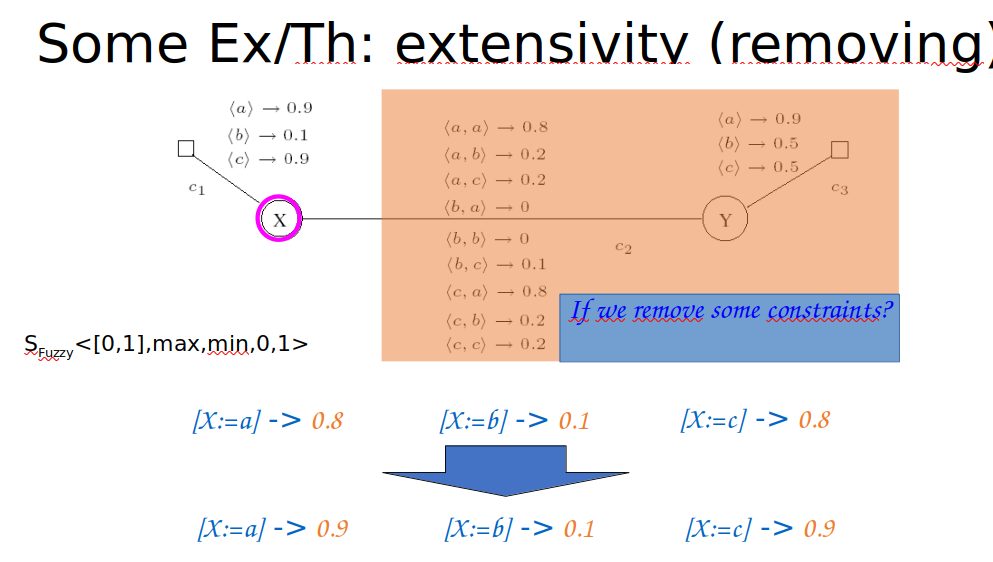 Some Ex/Th: extensivity (removing)
⟨a⟩ → 0.9
⟨b⟩ → 0.1
⟨c⟩ → 0.9
c1
X
⟨a, a⟩ → 0.8
⟨a, b⟩ → 0.2
⟨a, c⟩ → 0.2
⟨b, a⟩ → 0
⟨b, b⟩ → 0
⟨b, c⟩ → 0.1
⟨c, a⟩ → 0.8
⟨c, b⟩ → 0.2
⟨c, c⟩ → 0.2
c2
⟨a⟩ → 0.9
⟨b⟩ → 0.5
⟨c⟩ → 0.5
c3
Y
If we remove some constraints?
SFuzzy<[0,1],max,min,0,1>
[X:=a] -> 0.8 [X:=b] -> 0.1 [X:=c] -> 0.8
[X:=a] -> 0.9 [X:=b] -> 0.1 [X:=c] -> 0.9